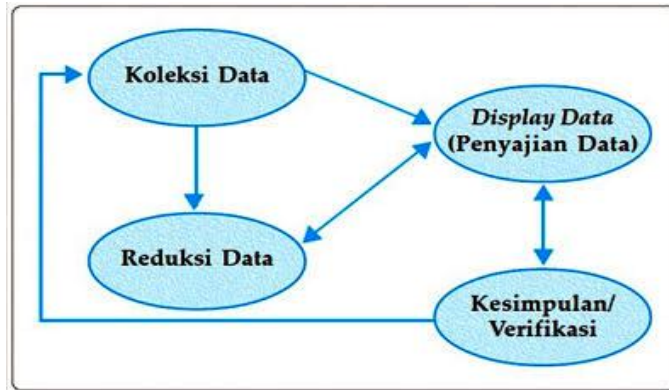 Koleksi Data
Display Data
(Penyajian Data)
Reduksi Data
Kesimpulan/
Verifikasi